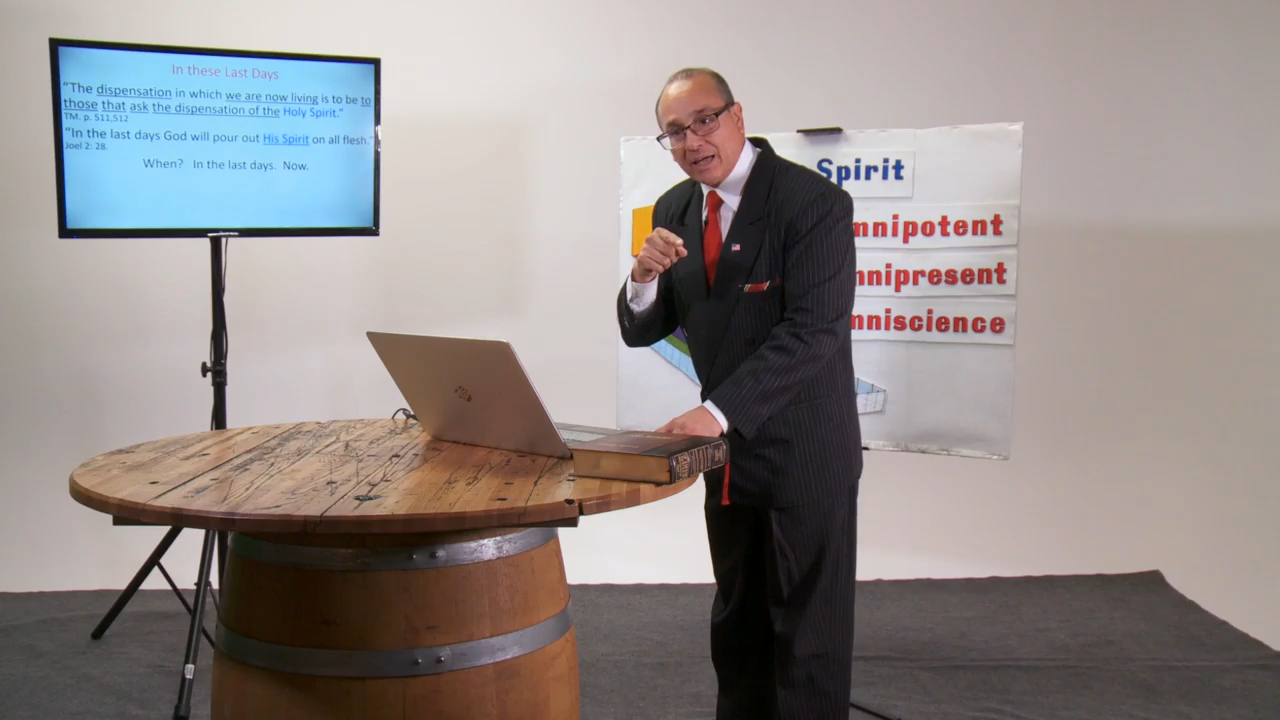 In these Last Days
“The dispensation in which we are now living is to be to
those that ask the dispensation of the Holy Spirit.”
TM. p. 511,512
“In the last days God will pour out His Spirit on all flesh.”
Joel 2: 28.
When? In the last days. Now.
Spirit
mnipotent
mnipresent
mniscience